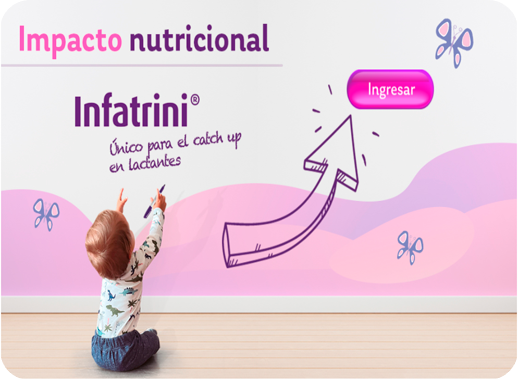 Impacto nutricional
Ingresar
Infatrini®
Único para el catch up
en lactantes